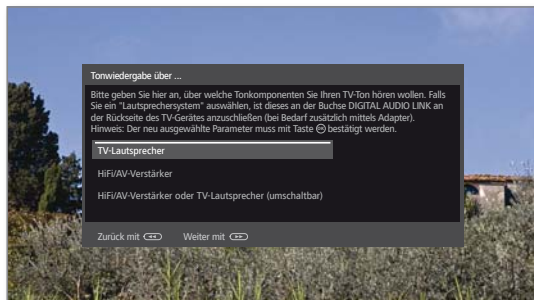 Tonwiedergabe über ...
Bitte geben Sie hier an, über welche Tonkomponenten Sie Ihren TV-Ton hören wollen. Falls
Sie ein "Lautsprechersystem" auswählen, ist dieses an der Buchse DIGITAL AUDIO LINK an
der Rückseite des TV-Gerätes anzuschließen (bei Bedarf zusätzlich mittels Adapter).
Hinweis: Der neu ausgewählte Parameter muss mit Taste OK bestätigt werden.
TV-Lautsprecher
HiFi/AV-Verstärker
HiFi/AV-Verstärker oder TV-Lautsprecher (umschaltbar)
Zurück mit Weiter mit